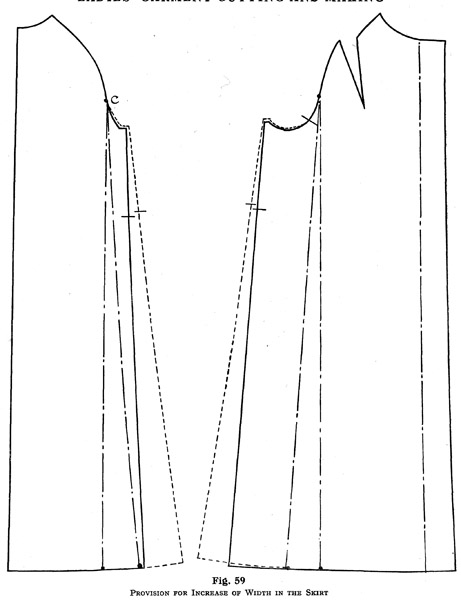 LADIES' GARMENT CUTTING AND MAKING
C
Fig. 59
PROVISION FOR INCREASE OF WIDTH IN THE SKIRT